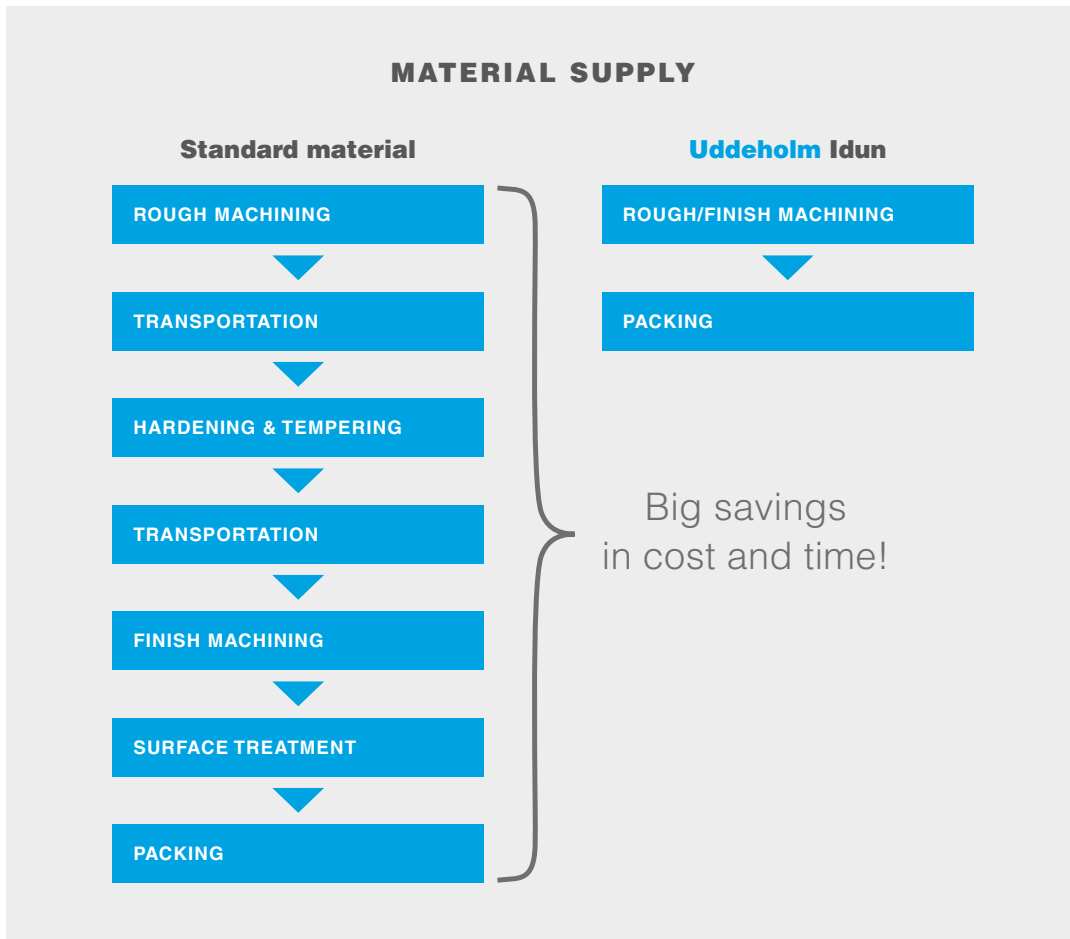 MATERIAL SUPPLY
Standard material
ROUGH MACHINING
TRANSPORTATION
HARDENING & TEMPERING
TRANSPORTATION
FINISH MACHINING
SURFACE TREATMENT
PACKING
Uddeholm Idun
ROUGH/FINISH MACHINING
PACKING
Big savings
in cost and time!